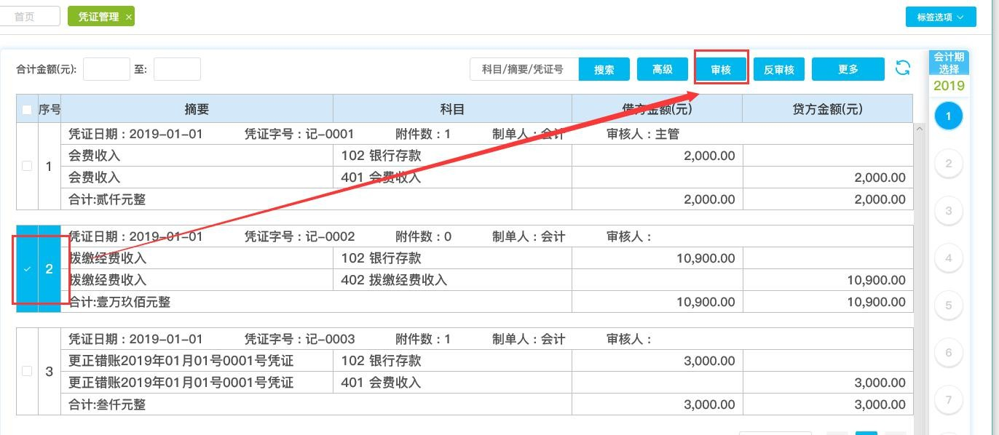 首页
凭证管理 ×
标签选项
合计金额(元): 至: 科目/摘要/凭证号 搜索 高级 审核 反审核 更多
会计期
选择
2019
1
2
3
4
5
6
7
序号 摘要 科目 借方金额(元) 贷方金额(元)
凭证日期：2019-01-01 凭证字号：记-0001 附件数：1 制单人：会计 审核人：主管
1
会费收入 102 银行存款 2,000.00
会费收入 401 会费收入 2,000.00
合计:贰仟元整 2,000.00 2,000.00
凭证日期：2019-01-01 凭证字号：记-0002 附件数：0 制单人：会计 审核人：
2
拨缴经费收入 102 银行存款 10,900.00
拨缴经费收入 402 拨缴经费收入 10,900.00
合计:壹万玖佰元整 10,900.00 10,900.00
凭证日期：2019-01-01 凭证字号：记-0003 附件数：1 制单人：会计 审核人：
3
更正错账2019年01月01号0001号凭证 102 银行存款 3,000.00
更正错账2019年01月01号0001号凭证 401 会费收入 3,000.00
合计:叁仟元整 3,000.00 3,000.00